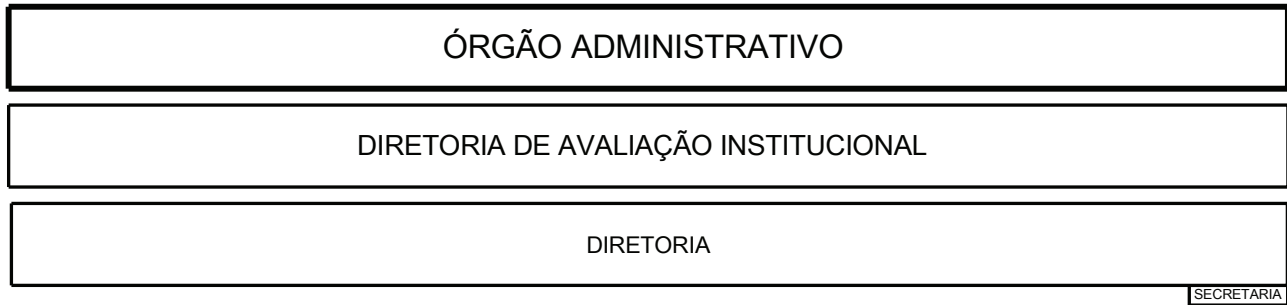 ÓRGÃO ADMINISTRATIVO
DIRETORIA DE AVALIAÇÃO INSTITUCIONAL
DIRETORIA
SECRETARIA